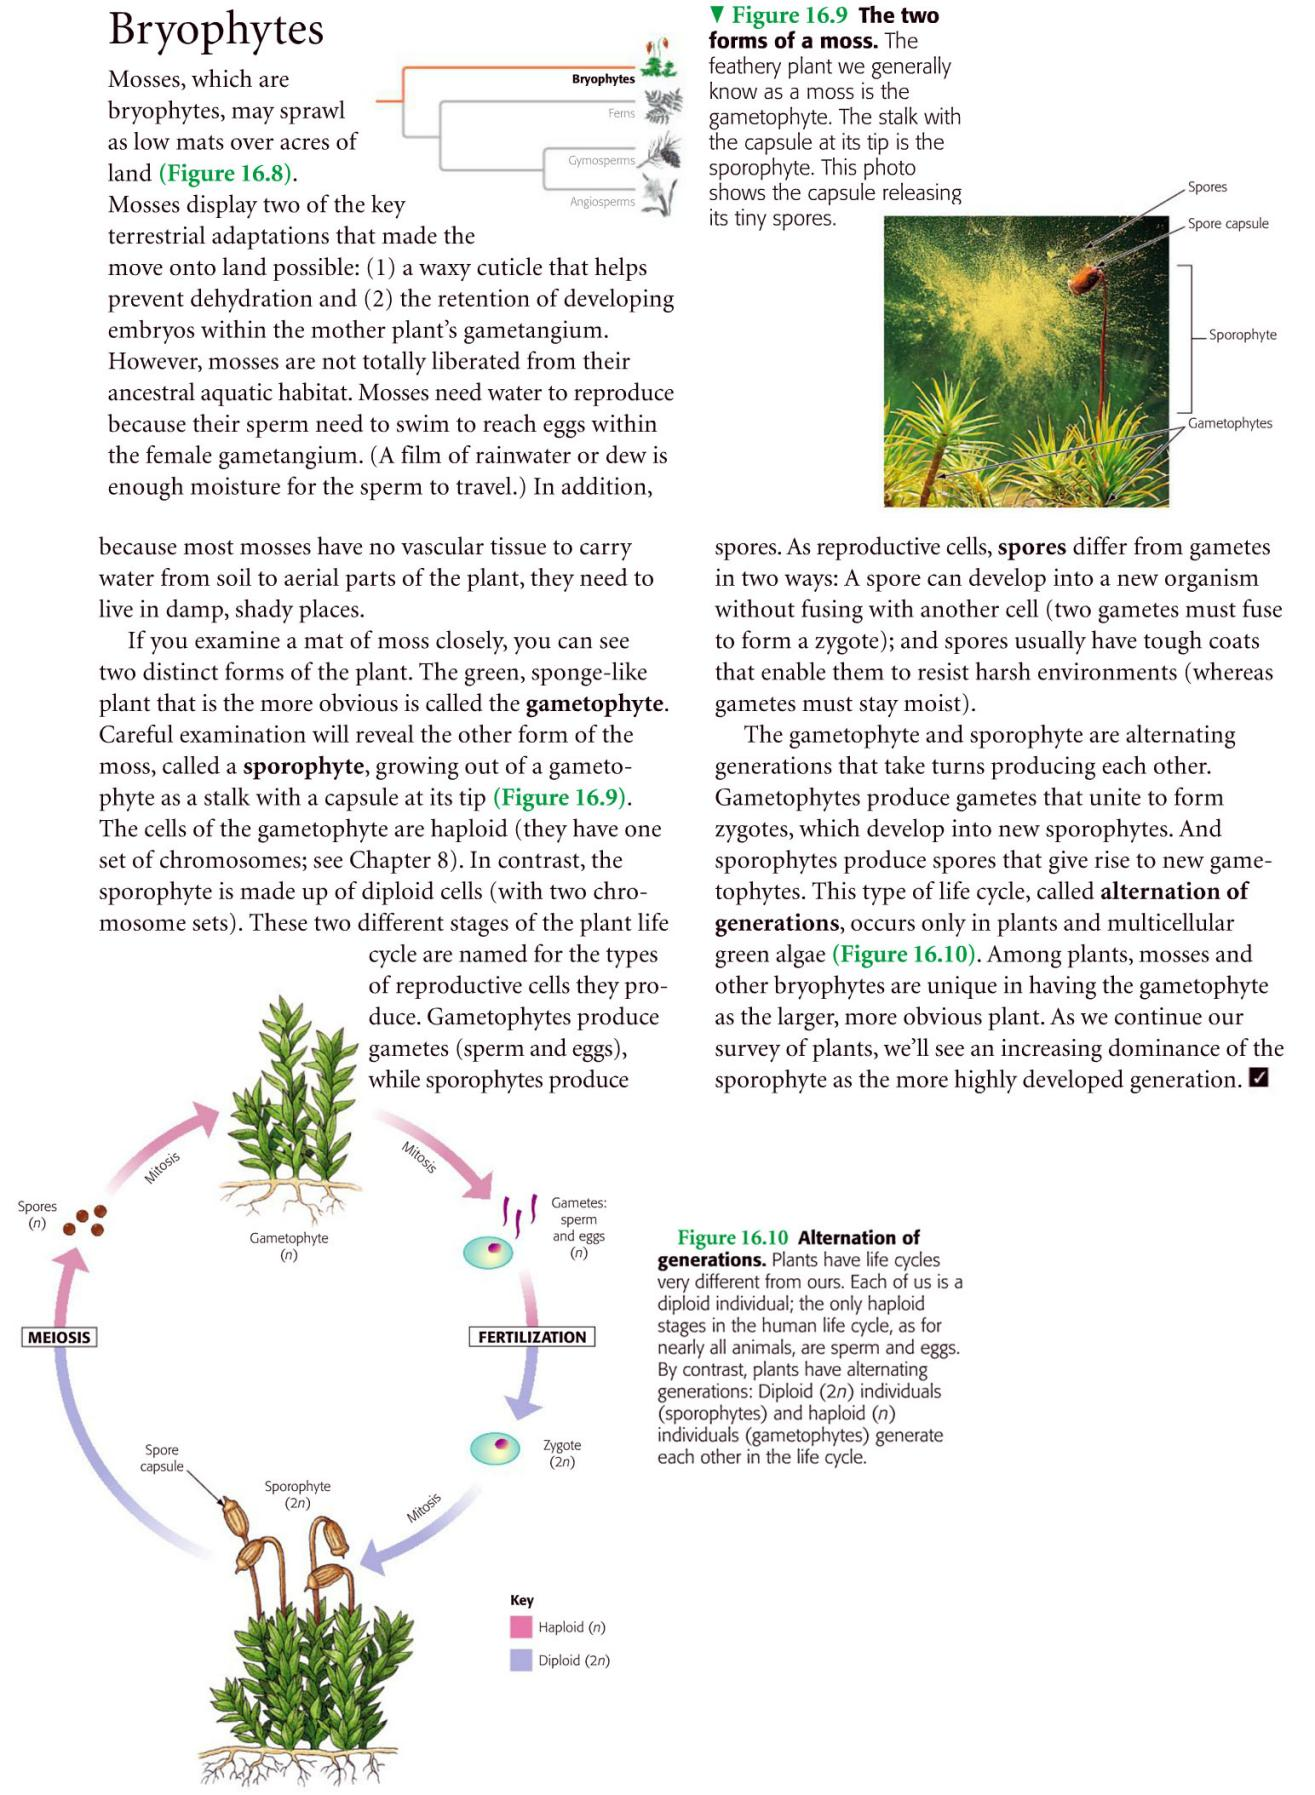 Bryophytes
Mosses, which are
bryophytes, may sprawl
as low mats over acres of
land (Figure 16.8).
Mosses display two of the key
terrestrial adaptations that made the
move onto land possible: (1) a waxy cuticle that helps
prevent dehydration and (2) the retention of developing
embryos within the mother plant's gametangium.
However, mosses are not totally liberated from their
ancestral aquatic habitat. Mosses need water to reproduce
because their sperm need to swim to reach eggs within
the female gametangium. (A film of rainwater or dew is
enough moisture for the sperm to travel.) In addition,
Bryophytes
Ferns
Gymosperms
Angiosperms
▼ Figure 16.9 The two
forms of a moss. The
feathery plant we generally
know as a moss is the
gametophyte. The stalk with
the capsule at its tip is the
sporophyte. This photo
shows the capsule releasing
its tiny spores.
Spores
Spore capsule
Sporophyte
Gametophytes
because most mosses have no vascular tissue to carry
water from soil to aerial parts of the plant, they need to
live in damp, shady places.
If you examine a mat of moss closely, you can see
two distinct forms of the plant. The green, sponge-like
plant that is the more obvious is called the gametophyte.
Careful examination will reveal the other form of the
moss, called a sporophyte, growing out of a gameto-
phyte as a stalk with a capsule at its tip (Figure 16.9).
The cells of the gametophyte are haploid (they have one
set of chromosomes; see Chapter 8). In contrast, the
sporophyte is made up of diploid cells (with two chro-
mosome sets). These two different stages of the plant life
cycle are named for the types
of reproductive cells they pro-
duce. Gametophytes produce
gametes (sperm and eggs),
while sporophytes produce
spores. As reproductive cells, spores differ from gametes
in two ways: A spore can develop into a new organism
without fusing with another cell (two gametes must fuse
to form a zygote); and spores usually have tough coats
that enable them to resist harsh environments (whereas
gametes must stay moist).
The gametophyte and sporophyte are alternating
generations that take turns producing each other.
Gametophytes produce gametes that unite to form
zygotes, which develop into new sporophytes. And
sporophytes produce spores that give rise to new game-
tophytes. This type of life cycle, called alternation of
generations, occurs only in plants and multicellular
green algae (Figure 16.10). Among plants, mosses and
other bryophytes are unique in having the gametophyte
as the larger, more obvious plant. As we continue our
survey of plants, we'll see an increasing dominance of the
sporophyte as the more highly developed generation.
Mitosis
Mitosis
Spores
(n)
Gametophyte
(n)
Gametes:
sperm
and eggs
(n)
MEIOSIS
FERTILIZATION
Zygote
(2n)
Spore
capsule
Sporophyte
(2n)
Mitosis
Key
Haploid (n)
Diploid (2n)
Figure 16.10 Alternation of
generations. Plants have life cycles
very different from ours. Each of us is a
diploid individual; the only haploid
stages in the human life cycle, as for
nearly all animals, are sperm and eggs.
By contrast, plants have alternating
generations: Diploid (2n) individuals
(sporophytes) and haploid (n)
individuals (gametophytes) generate
each other in the life cycle.